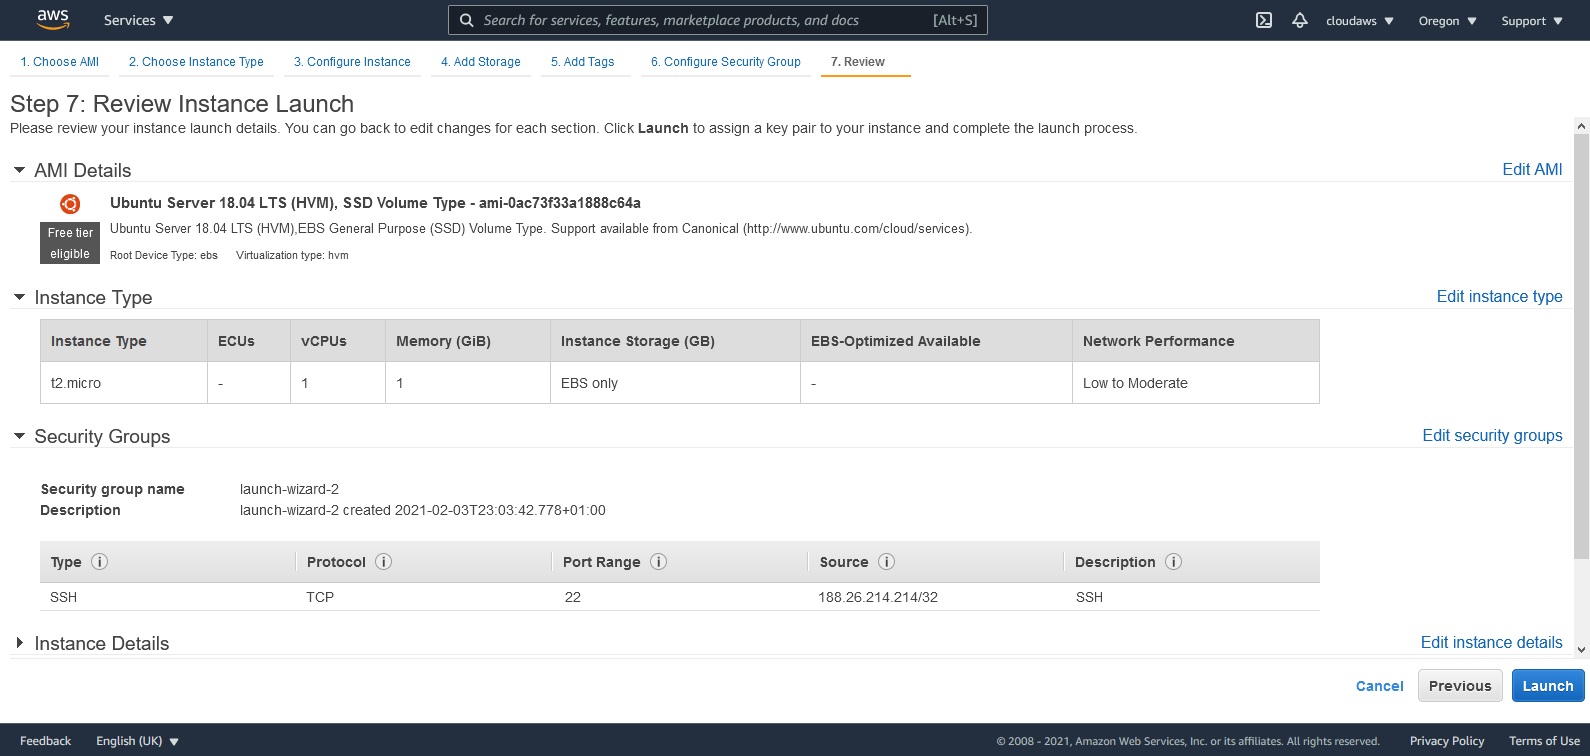 aws Services Search for services, features, marketplace products, and docs [Alt+S] cloudaws Oregon Support
1. Choose AMI 2. Choose Instance Type 3. Configure Instance 4. Add Storage 5. Add Tags 6. Configure Security Group 7. Review
Step 7: Review Instance Launch
Please review your instance launch details. You can go back to edit changes for each section. Click Launch to assign a key pair to your instance and complete the launch process.
AMI Details Edit AMI
Ubuntu Server 18.04 LTS (HVM), SSD Volume Type - ami-0ac73f33a1888c64a
Free tier eligible
Ubuntu Server 18.04 LTS (HVM),EBS General Purpose (SSD) Volume Type. Support available from Canonical (http://www.ubuntu.com/cloud/services).
Root Device Type: ebs Virtualization type: hvm
Instance Type Edit instance type
Instance Type ECUs vCPUs Memory (GiB) Instance Storage (GB) EBS-Optimized Available Network Performance
t2.micro - 1 1 EBS only - Low to Moderate
Security Groups Edit security groups
Security group name launch-wizard-2
Description launch-wizard-2 created 2021-02-03T23:03:42.778+01:00
Type i Protocol i Port Range i Source i Description i
SSH TCP 22 188.26.214.214/32 SSH
Instance Details Edit instance details
Cancel Previous Launch
Feedback English (UK) © 2008 - 2021, Amazon Web Services, Inc. or its affiliates. All rights reserved. Privacy Policy Terms of Use